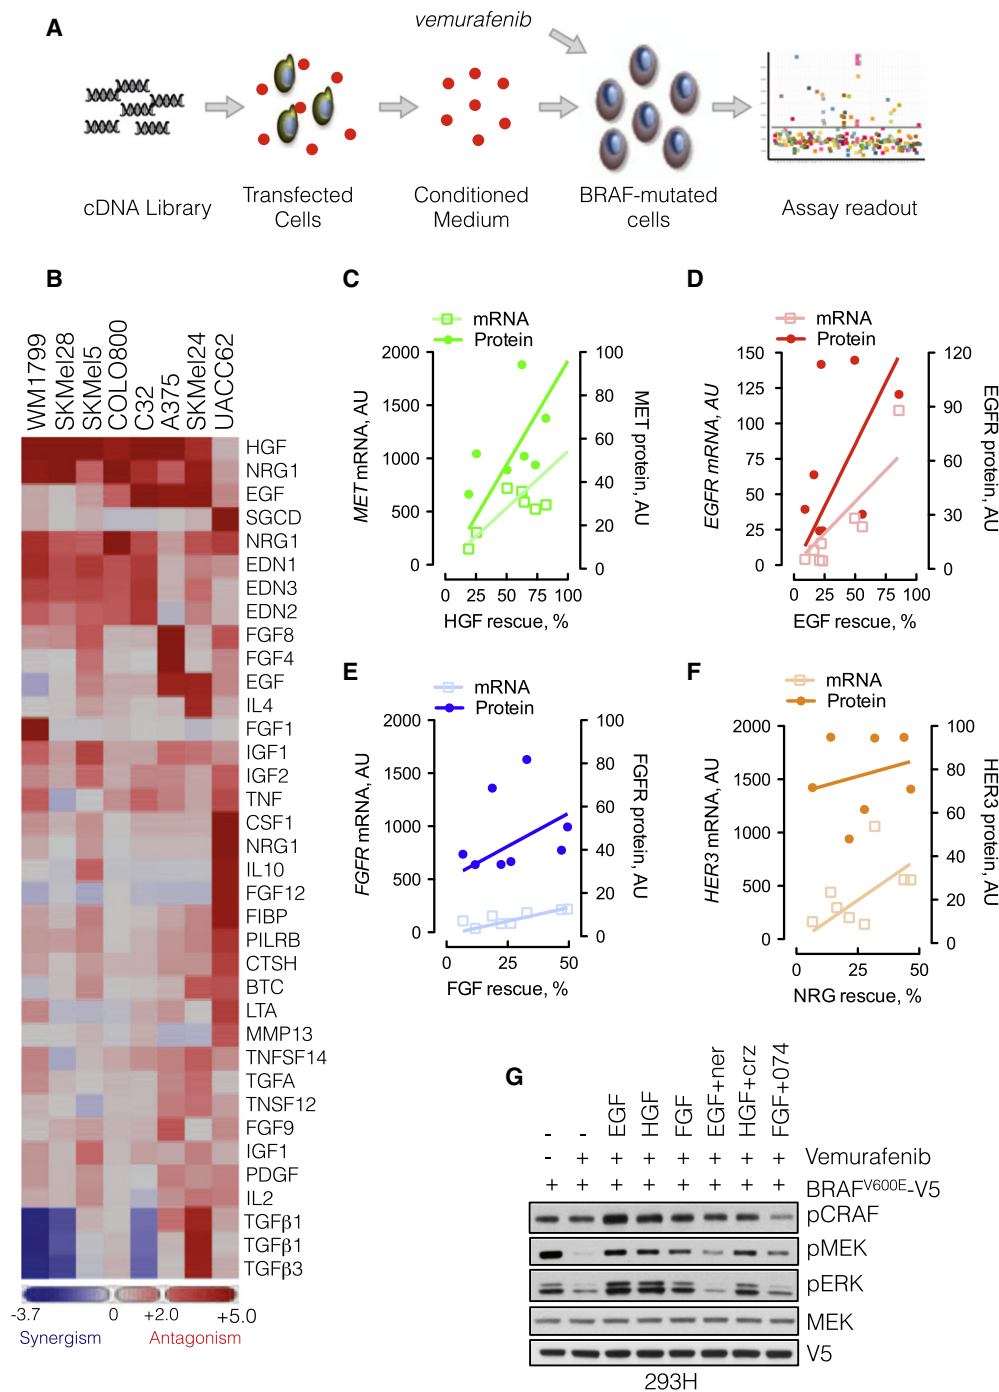 A
vemurafenib
cDNA Library
Transfected
Cells
Conditioned
Medium
BRAF-mutated
cells
Assay readout
B
WM1799
SKMel28
SKMel5
COLO800
C32
A375
SKMel24
UACC62
HGF
NRG1
EGF
SGCD
NRG1
EDN1
EDN3
EDN2
FGF8
FGF4
EGF
IL4
FGF1
IGF1
IGF2
TNF
CSF1
NRG1
IL10
FGF12
FIBP
PILRB
CTSH
BTC
LTA
MMP13
TNFSF14
TGFA
TNSF12
FGF9
IGF1
PDGF
IL2
TGFβ1
TGFβ1
TGFβ3
-3.7 0 +2.0 +5.0
Synergism Antagonism
C
mRNA
Protein
2000
1500
1000
500
0
MET mRNA, AU
100
80
60
40
20
0
MET protein, AU
0 25 50 75 100
HGF rescue, %
D
mRNA
Protein
150
125
100
75
50
25
0
EGFR mRNA, AU
120
90
60
30
0
EGFR protein, AU
0 25 50 75 100
EGF rescue, %
E
mRNA
Protein
2000
1500
1000
500
0
FGFR mRNA, AU
100
80
60
40
20
0
FGFR protein, AU
0 25 50
FGF rescue, %
F
mRNA
Protein
2000
1500
1000
500
0
HER3 mRNA, AU
100
80
60
40
20
0
HER3 protein, AU
0 25 50
NRG rescue, %
G
- - EGF HGF FGF EGF+ner HGF+crz FGF+074
- + + + + + + + Vemurafenib
+ + + + + + + + BRAFV600E-V5
pCRAF
pMEK
pERK
MEK
V5
293H